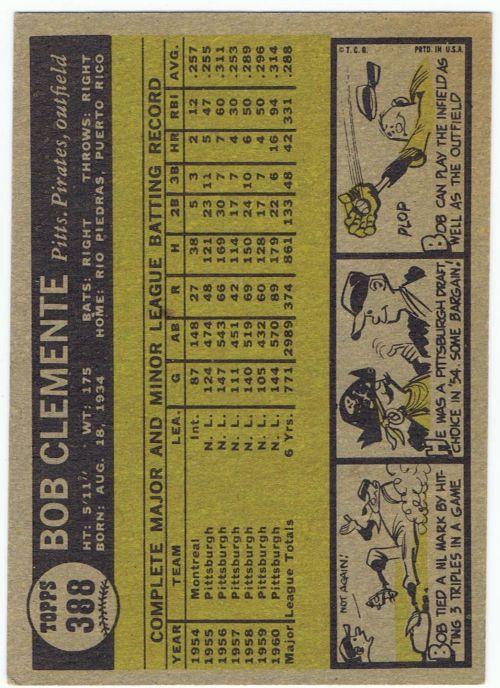 TOPPS
388
BOB CLEMENTE
Pitts. Pirates, outfield
HT: 5'11" WT: 175 BATS: RIGHT THROWS: RIGHT
BORN: AUG. 18, 1934 HOME: RIO PIEDRAS, PUERTO RICO
COMPLETE MAJOR AND MINOR LEAGUE BATTING RECORD
YEAR TEAM LEA. G AB R H 2B 3B HR RBI AVG.
1954 Montreal Int. 87 148 27 38 5 3 2 12 .257
1955 Pittsburgh N. L. 124 474 48 121 23 11 5 47 .255
1956 Pittsburgh N. L. 147 543 66 169 30 7 7 60 .311
1957 Pittsburgh N. L. 111 451 42 114 17 7 4 30 .253
1958 Pittsburgh N. L. 140 519 69 150 24 10 6 50 .289
1959 Pittsburgh N. L. 105 432 60 128 17 7 4 50 .296
1960 Pittsburgh N. L. 144 570 89 179 22 6 16 94 .314
Major League Totals 6 Yrs. 771 2989 374 861 133 48 42 331 .288
NOT AGAIN!
BOB TIED A NL MARK BY HIT-
TING 3 TRIPLES IN A GAME
HE WAS A PITTSBURGH DRAFT
CHOICE IN '54. SOME BARGAIN!
© T. C. G. PRTD. IN U.S.A.
PLOP
BOB CAN PLAY THE INFIELD AS
WELL AS THE OUTFIELD